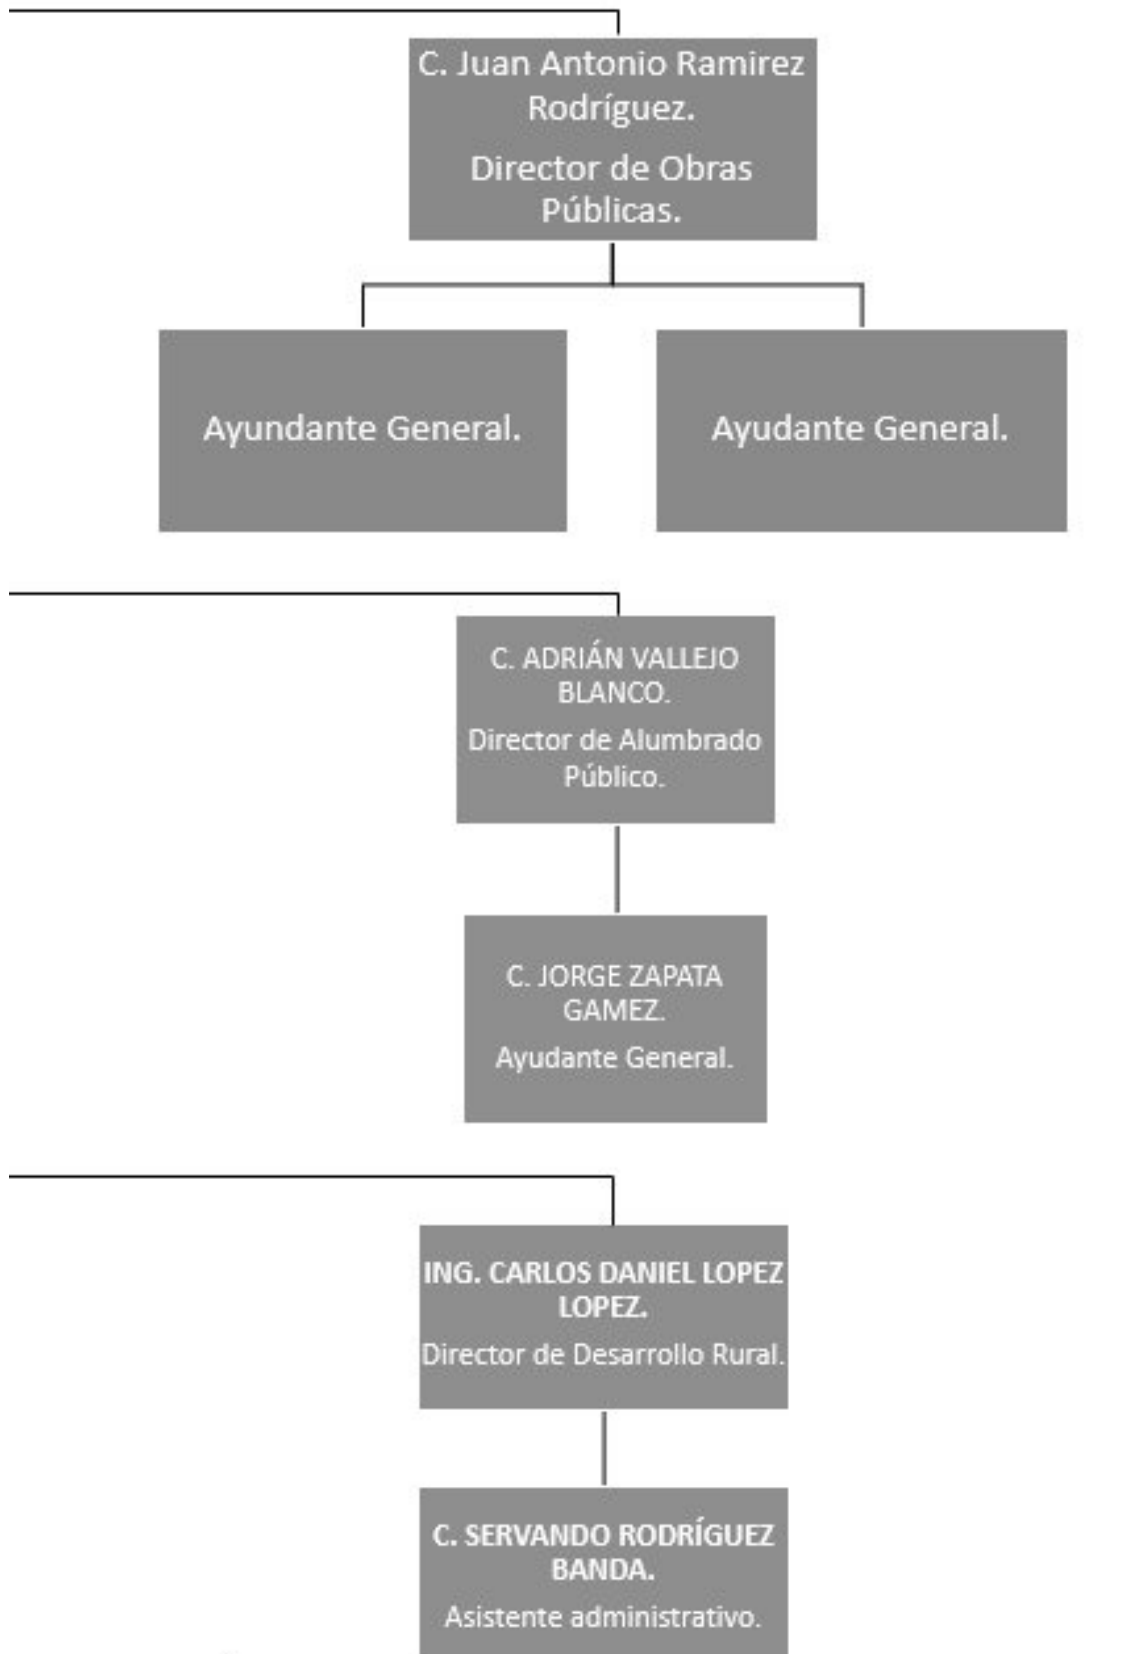 C. Juan Antonio Ramirez
Rodríguez.
Director de Obras
Públicas.
Ayundante General.
Ayudante General.
C. ADRIÁN VALLEJO
BLANCO.
Director de Alumbrado
Público.
C. JORGE ZAPATA
GAMEZ.
Ayudante General.
ING. CARLOS DANIEL LOPEZ
LOPEZ.
Director de Desarrollo Rural.
C. SERVANDO RODRÍGUEZ
BANDA.
Asistente administrativo.